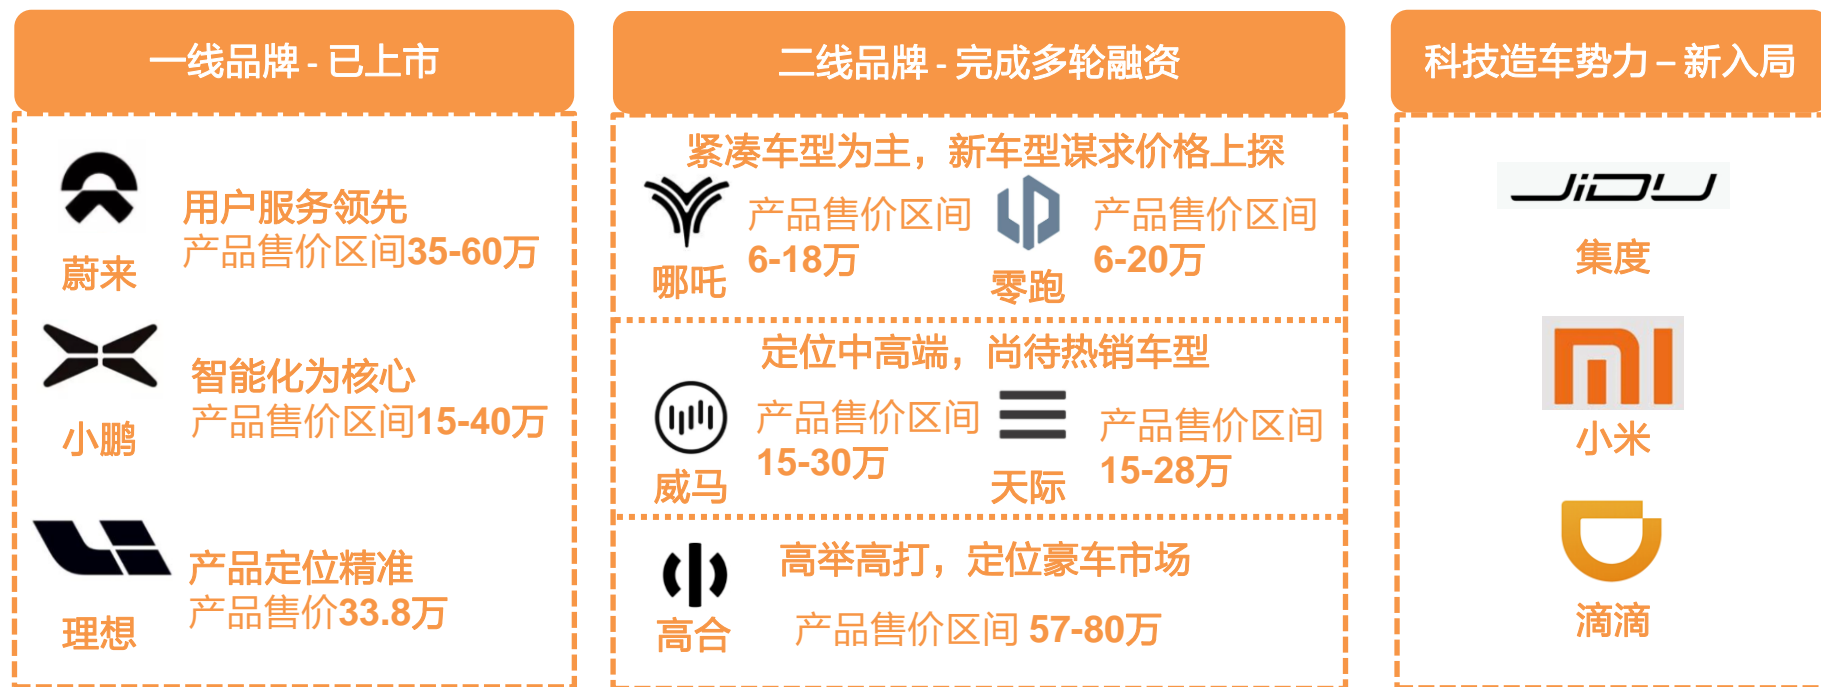 一线品牌 - 已上市
用户服务领先
产品售价区间35-60万
蔚来
智能化为核心
产品售价区间15-40万
小鹏
产品定位精准
产品售价33.8万
理想
二线品牌 - 完成多轮融资
紧凑车型为主，新车型谋求价格上探
产品售价区间
6-18万
哪吒
产品售价区间
6-20万
零跑
定位中高端，尚待热销车型
产品售价区间
15-30万
威马
产品售价区间
15-28万
天际
高举高打，定位豪车市场
产品售价区间 57-80万
高合
科技造车势力 – 新入局
JiDU
集度
mi
小米
滴滴